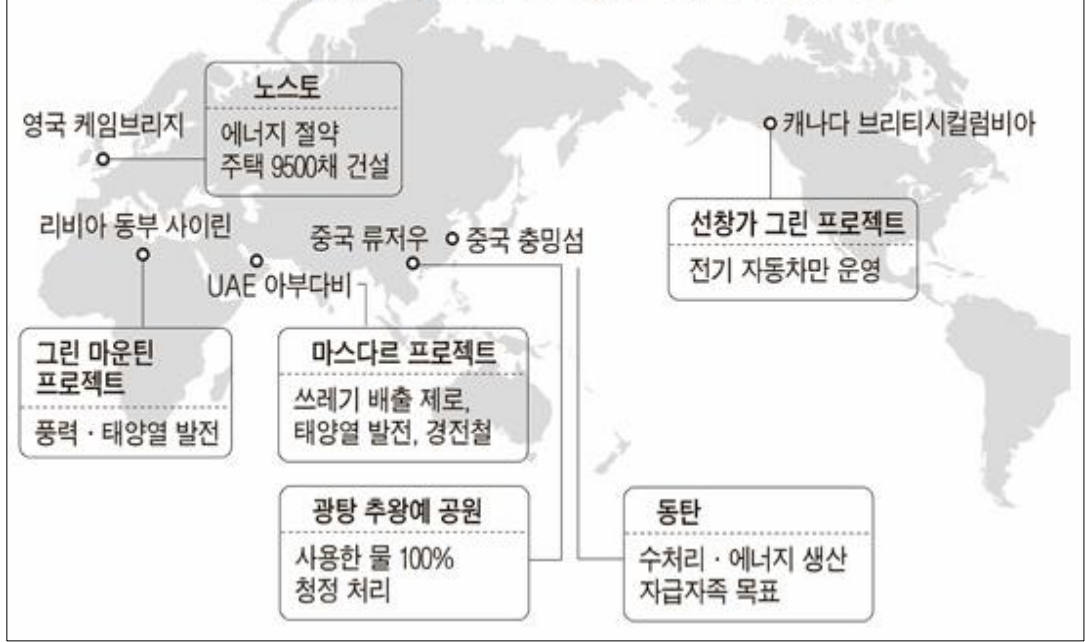 노스토
에너지 절약
주택 9500채 건설
영국 케임브리지
캐나다 브리티시컬럼비아
선창가 그린 프로젝트
전기 자동차만 운영
리비아 동부 사이린
중국 류저우
중국 충밍섬
UAE 아부다비
그린 마운틴
프로젝트
풍력 · 태양열 발전
마스다르 프로젝트
쓰레기 배출 제로,
태양열 발전, 경전철
광탕 추왕예 공원
사용한 물 100%
청정 처리
동탄
수처리 · 에너지 생산
자급자족 목표